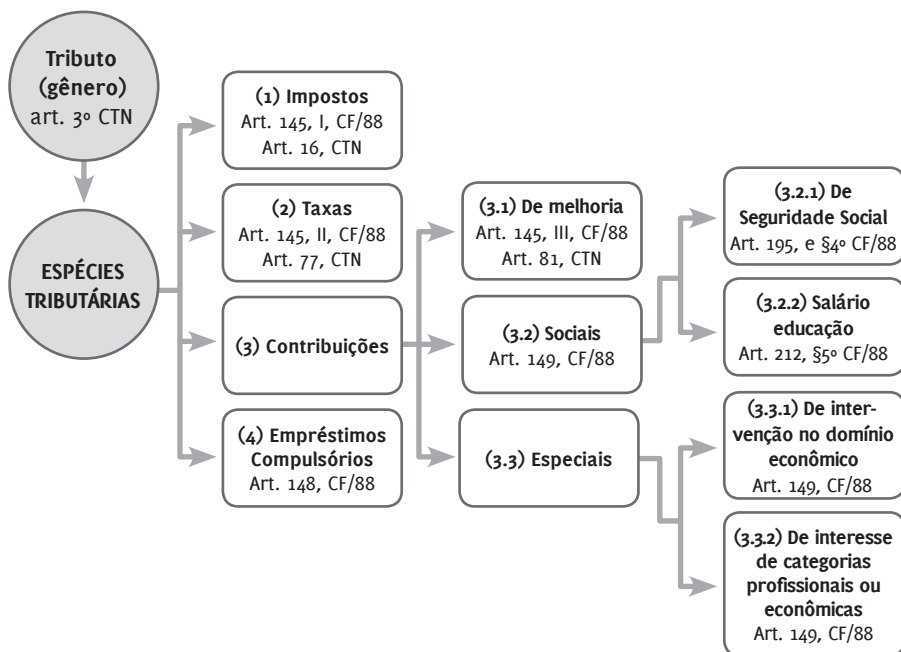 Tributo
(gênero)
art. 3º CTN
ESPÉCIES
TRIBUTÁRIAS
(1) Impostos
Art. 145, I, CF/88
Art. 16, CTN
(2) Taxas
Art. 145, II, CF/88
Art. 77, CTN
(3) Contribuições
(4) Empréstimos
Compulsórios
Art. 148, CF/88
(3.1) De melhoria
Art. 145, III, CF/88
Art. 81, CTN
(3.2) Sociais
Art. 149, CF/88
(3.3) Especiais
(3.2.1) De
Seguridade Social
Art. 195, e §4º CF/88
(3.2.2) Salário
educação
Art. 212, §5º CF/88
(3.3.1) De inter-
venção no domínio
econômico
Art. 149, CF/88
(3.3.2) De interesse
de categorias
profissionais ou
econômicas
Art. 149, CF/88